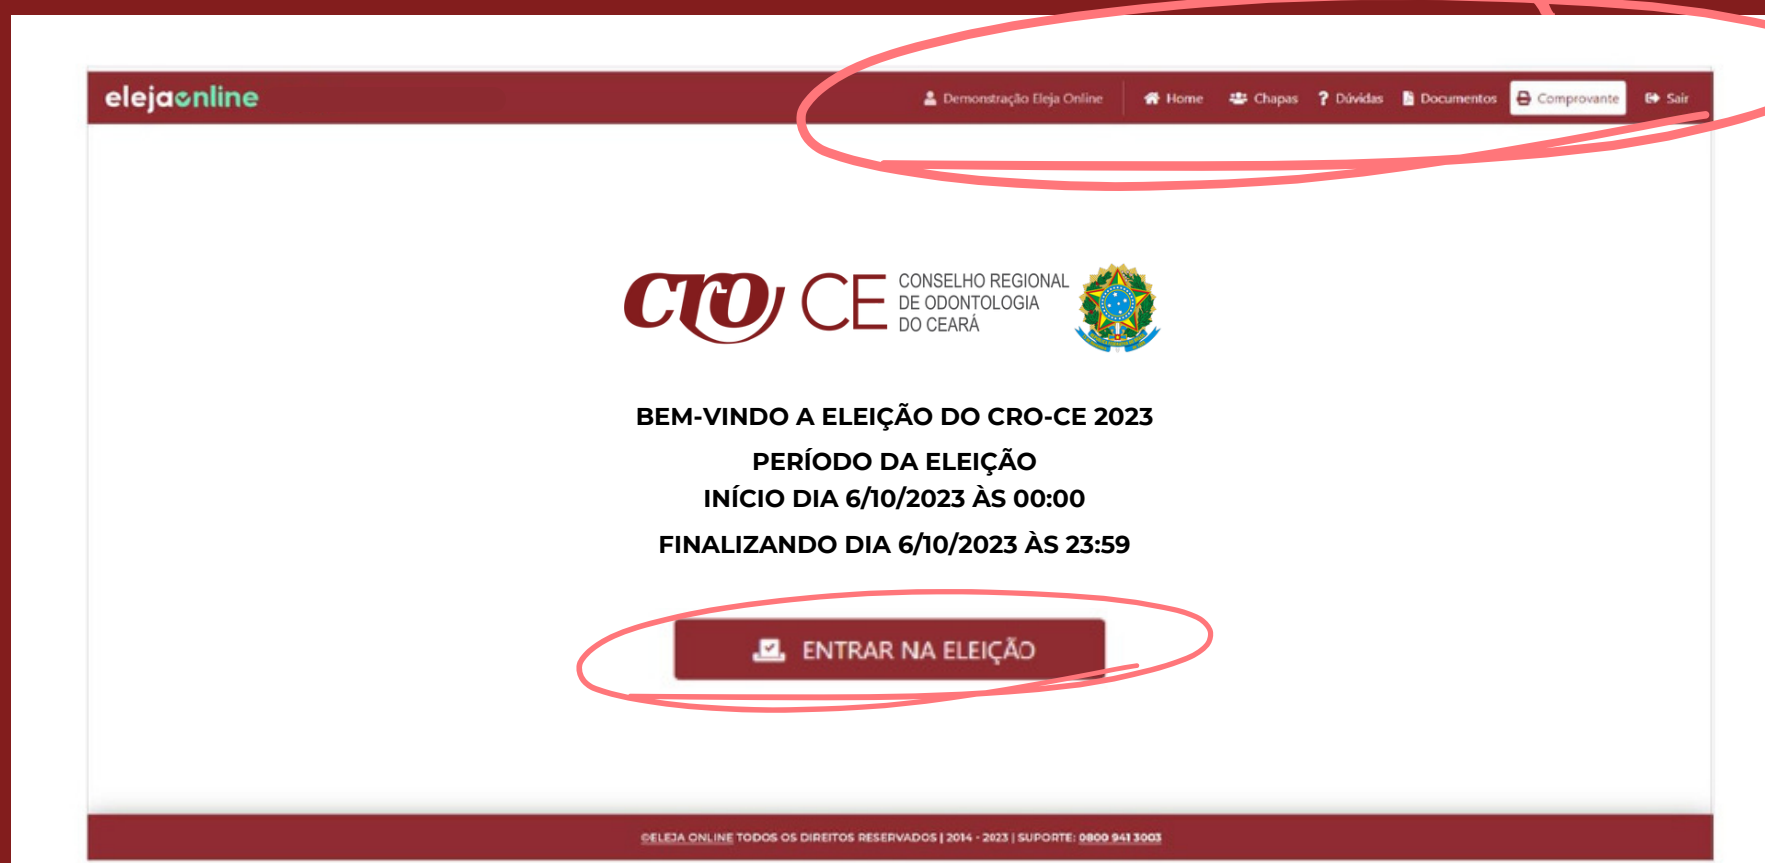 elejaonline
Demonstração Eleja Online Home Chapas ? Dúvidas Documentos Comprovante Sair
cro CE CONSELHO REGIONAL
DE ODONTOLOGIA
DO CEARÁ
BEM-VINDO A ELEIÇÃO DO CRO-CE 2023
PERÍODO DA ELEIÇÃO
INÍCIO DIA 6/10/2023 ÀS 00:00
FINALIZANDO DIA 6/10/2023 ÀS 23:59
ENTRAR NA ELEIÇÃO
©ELEJA ONLINE TODOS OS DIREITOS RESERVADOS | 2014 - 2023 | SUPORTE: 0800 941 3003